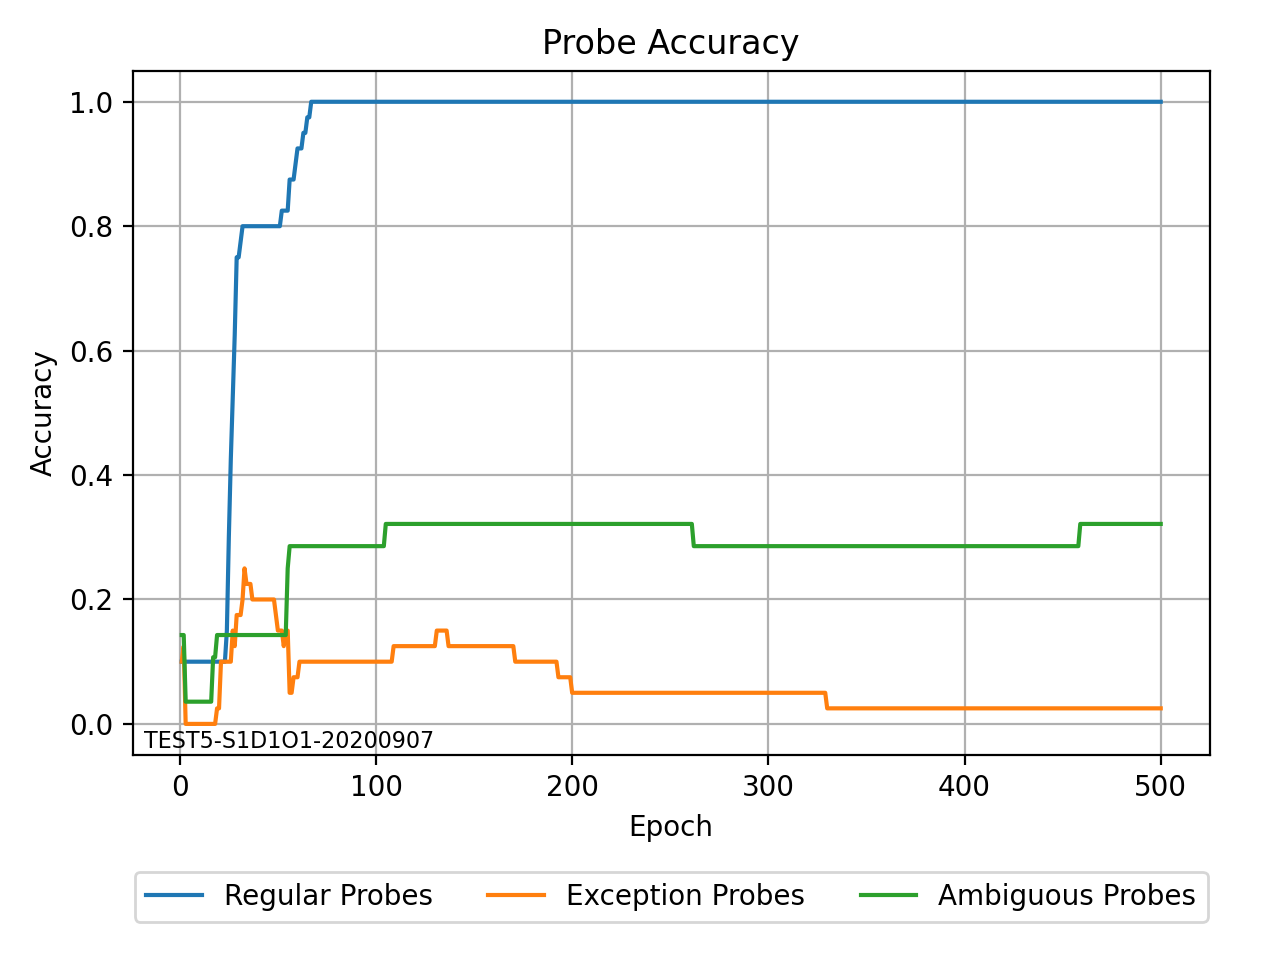 Probe Accuracy
1.0
0.8
0.6
0.4
0.2
0.0
Accuracy
TEST5-S1D1O1-20200907
0 100 200 300 400 500
Epoch
Regular Probes Exception Probes Ambiguous Probes